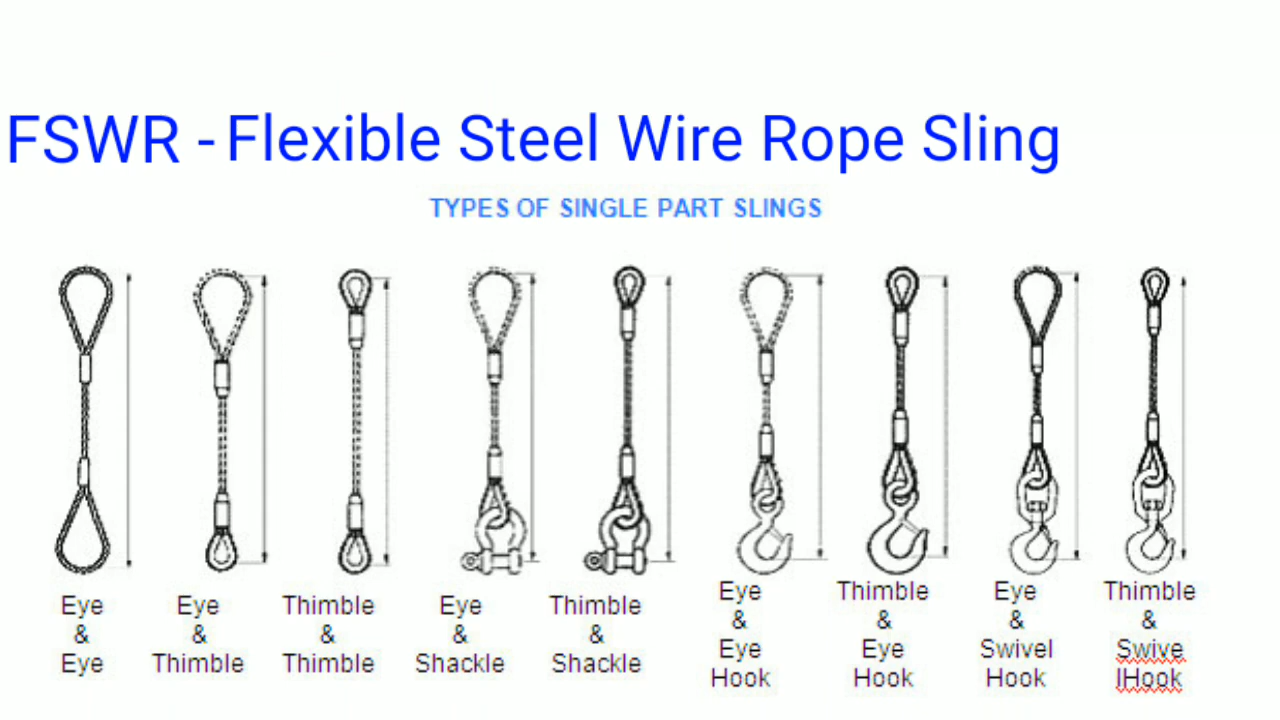 FSWR - Flexible Steel Wire Rope Sling
TYPES OF SINGLE PART SLINGS
Eye
&
Eye
Eye
&
Thimble
Thimble
&
Thimble
Eye
&
Shackle
Thimble
&
Shackle
Eye
&
Eye
Hook
Thimble
&
Eye
Hook
Eye
&
Swivel
Hook
Thimble
&
Swive
lHook